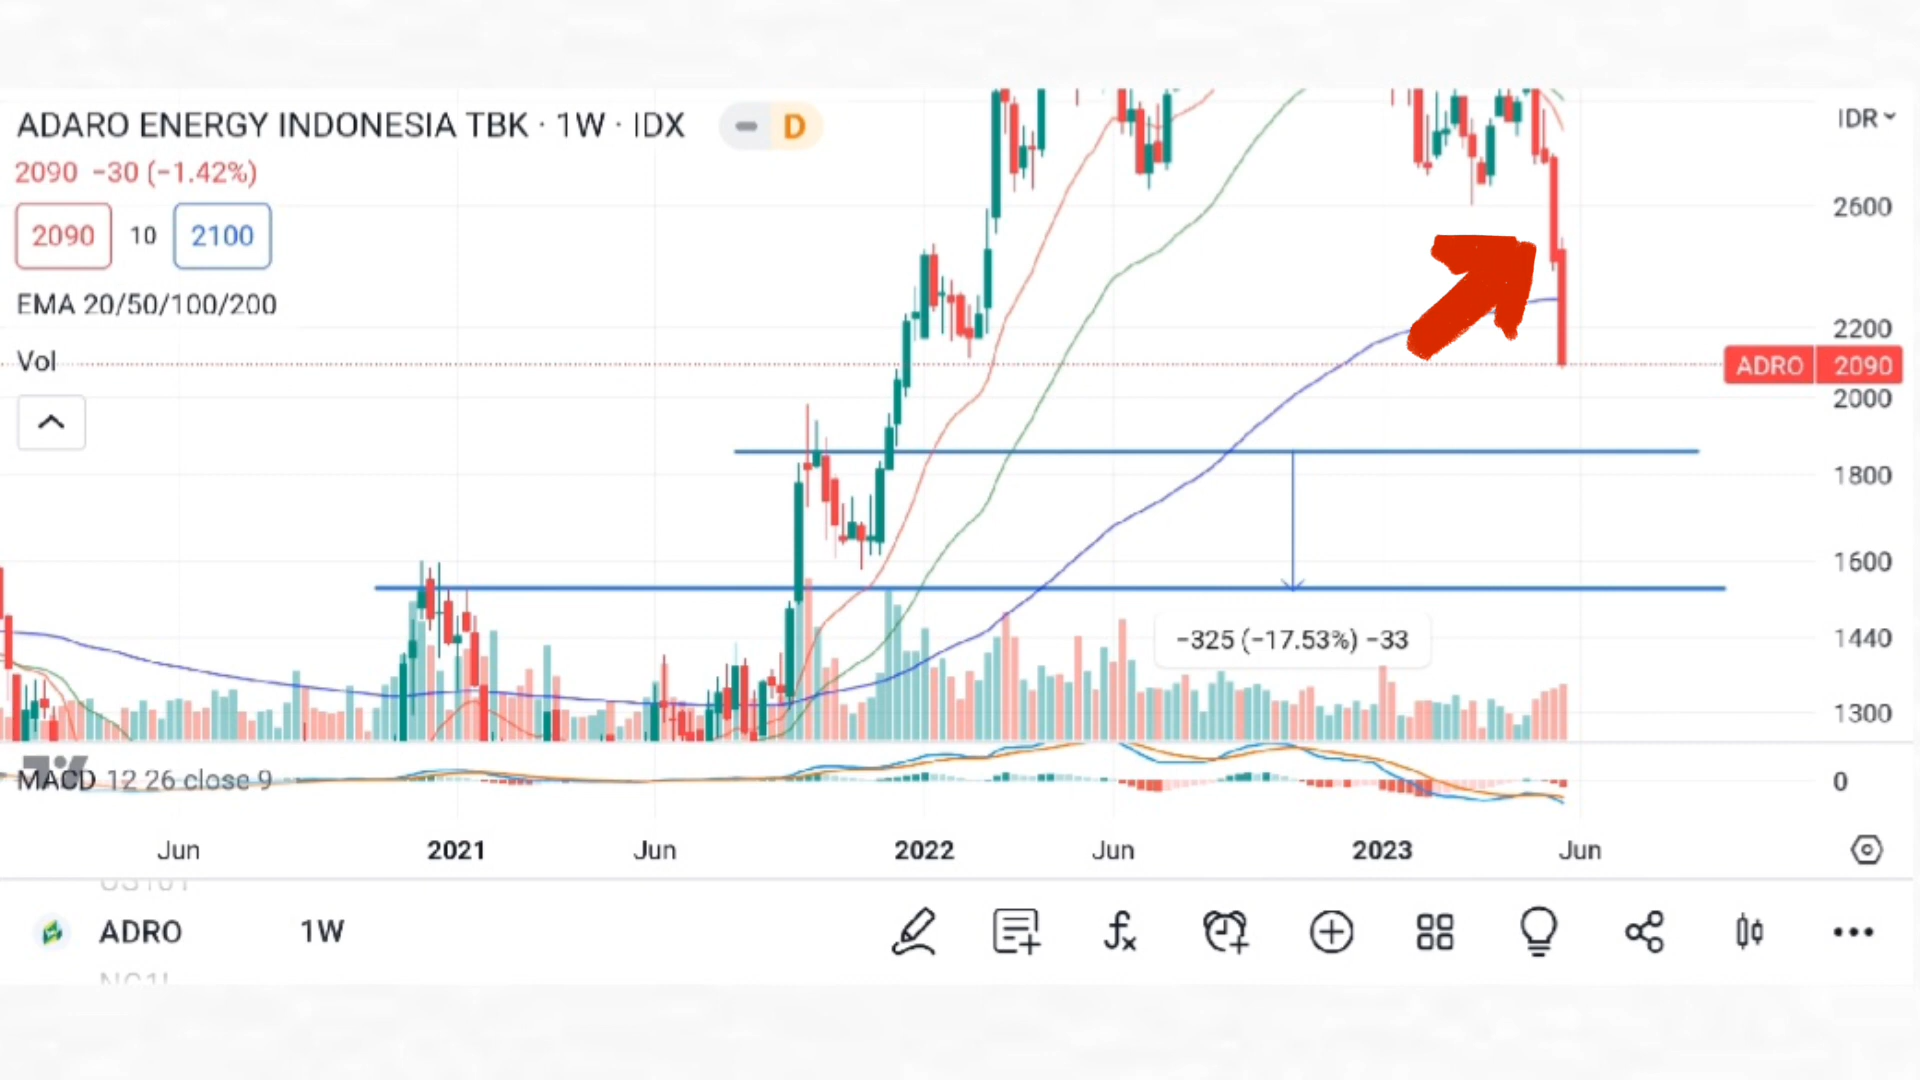 ADARO ENERGY INDONESIA TBK · 1W · IDX
D
IDR
2090 −30 (−1.42%)
2090 10 2100
EMA 20/50/100/200
Vol
2600
2200
ADRO 2090
2000
1800
1600
−325 (−17.53%) −33
1440
1300
MACD 12 26 close 9
0
Jun 2021 Jun 2022 Jun 2023 Jun
ADRO 1W